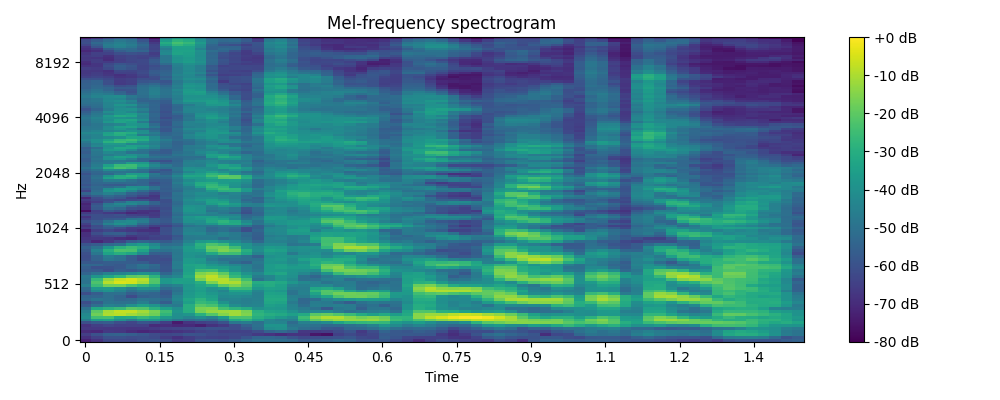 Mel-frequency spectrogram
+0 dB
8192
-10 dB
4096
-20 dB
-30 dB
2048
Hz
-40 dB
1024
-50 dB
512
-60 dB
-70 dB
0
-80 dB
0 0.15 0.3 0.45 0.6 0.75 0.9 1.1 1.2 1.4
Time